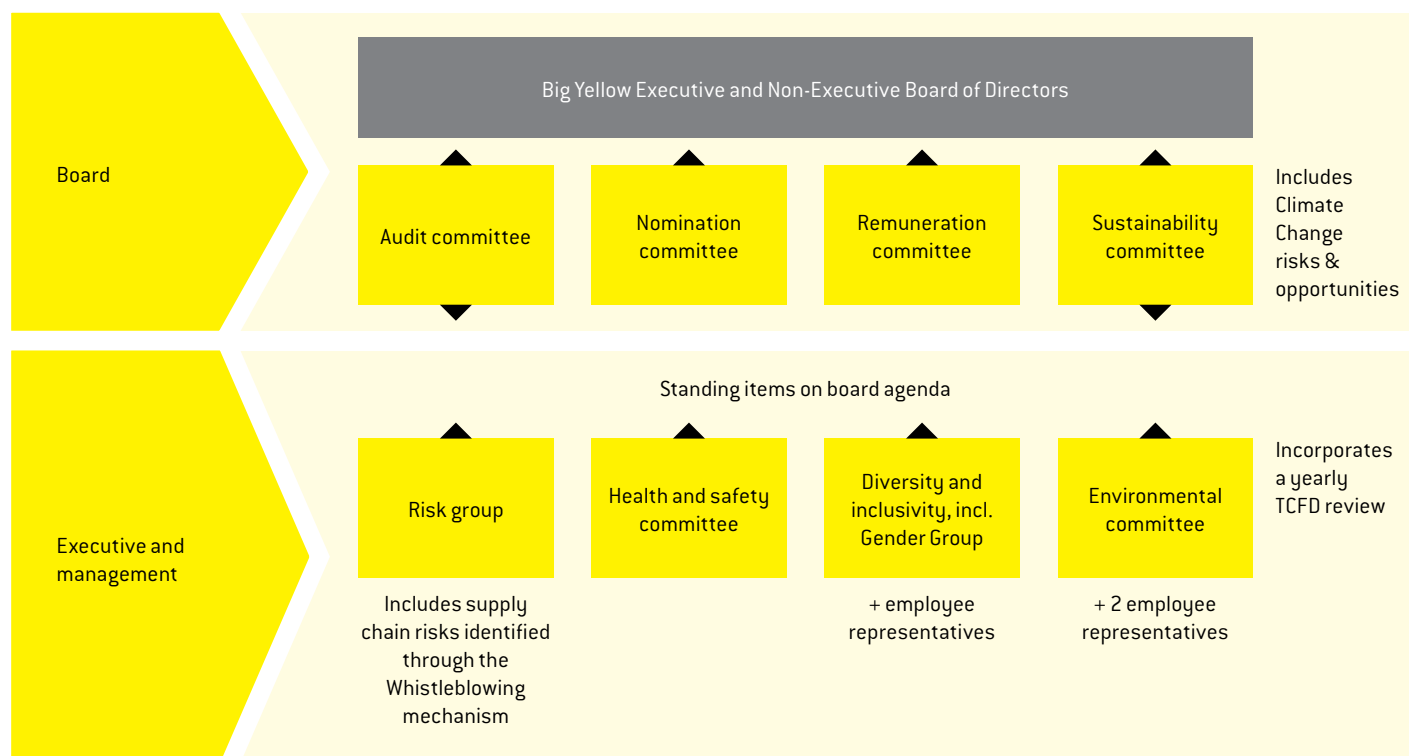 Board
Big Yellow Executive and Non-Executive Board of Directors
Audit committee
Nomination
committee
Remuneration
committee
Sustainability
committee
Includes
Climate
Change
risks &
opportunities
Executive and
management
Standing items on board agenda
Risk group
Health and safety
committee
Diversity and
inclusivity, incl.
Gender Group
Environmental
committee
Incorporates
a yearly
TCFD review
Includes supply
chain risks identified
through the
Whistleblowing
mechanism
+ employee
representatives
+ 2 employee
representatives